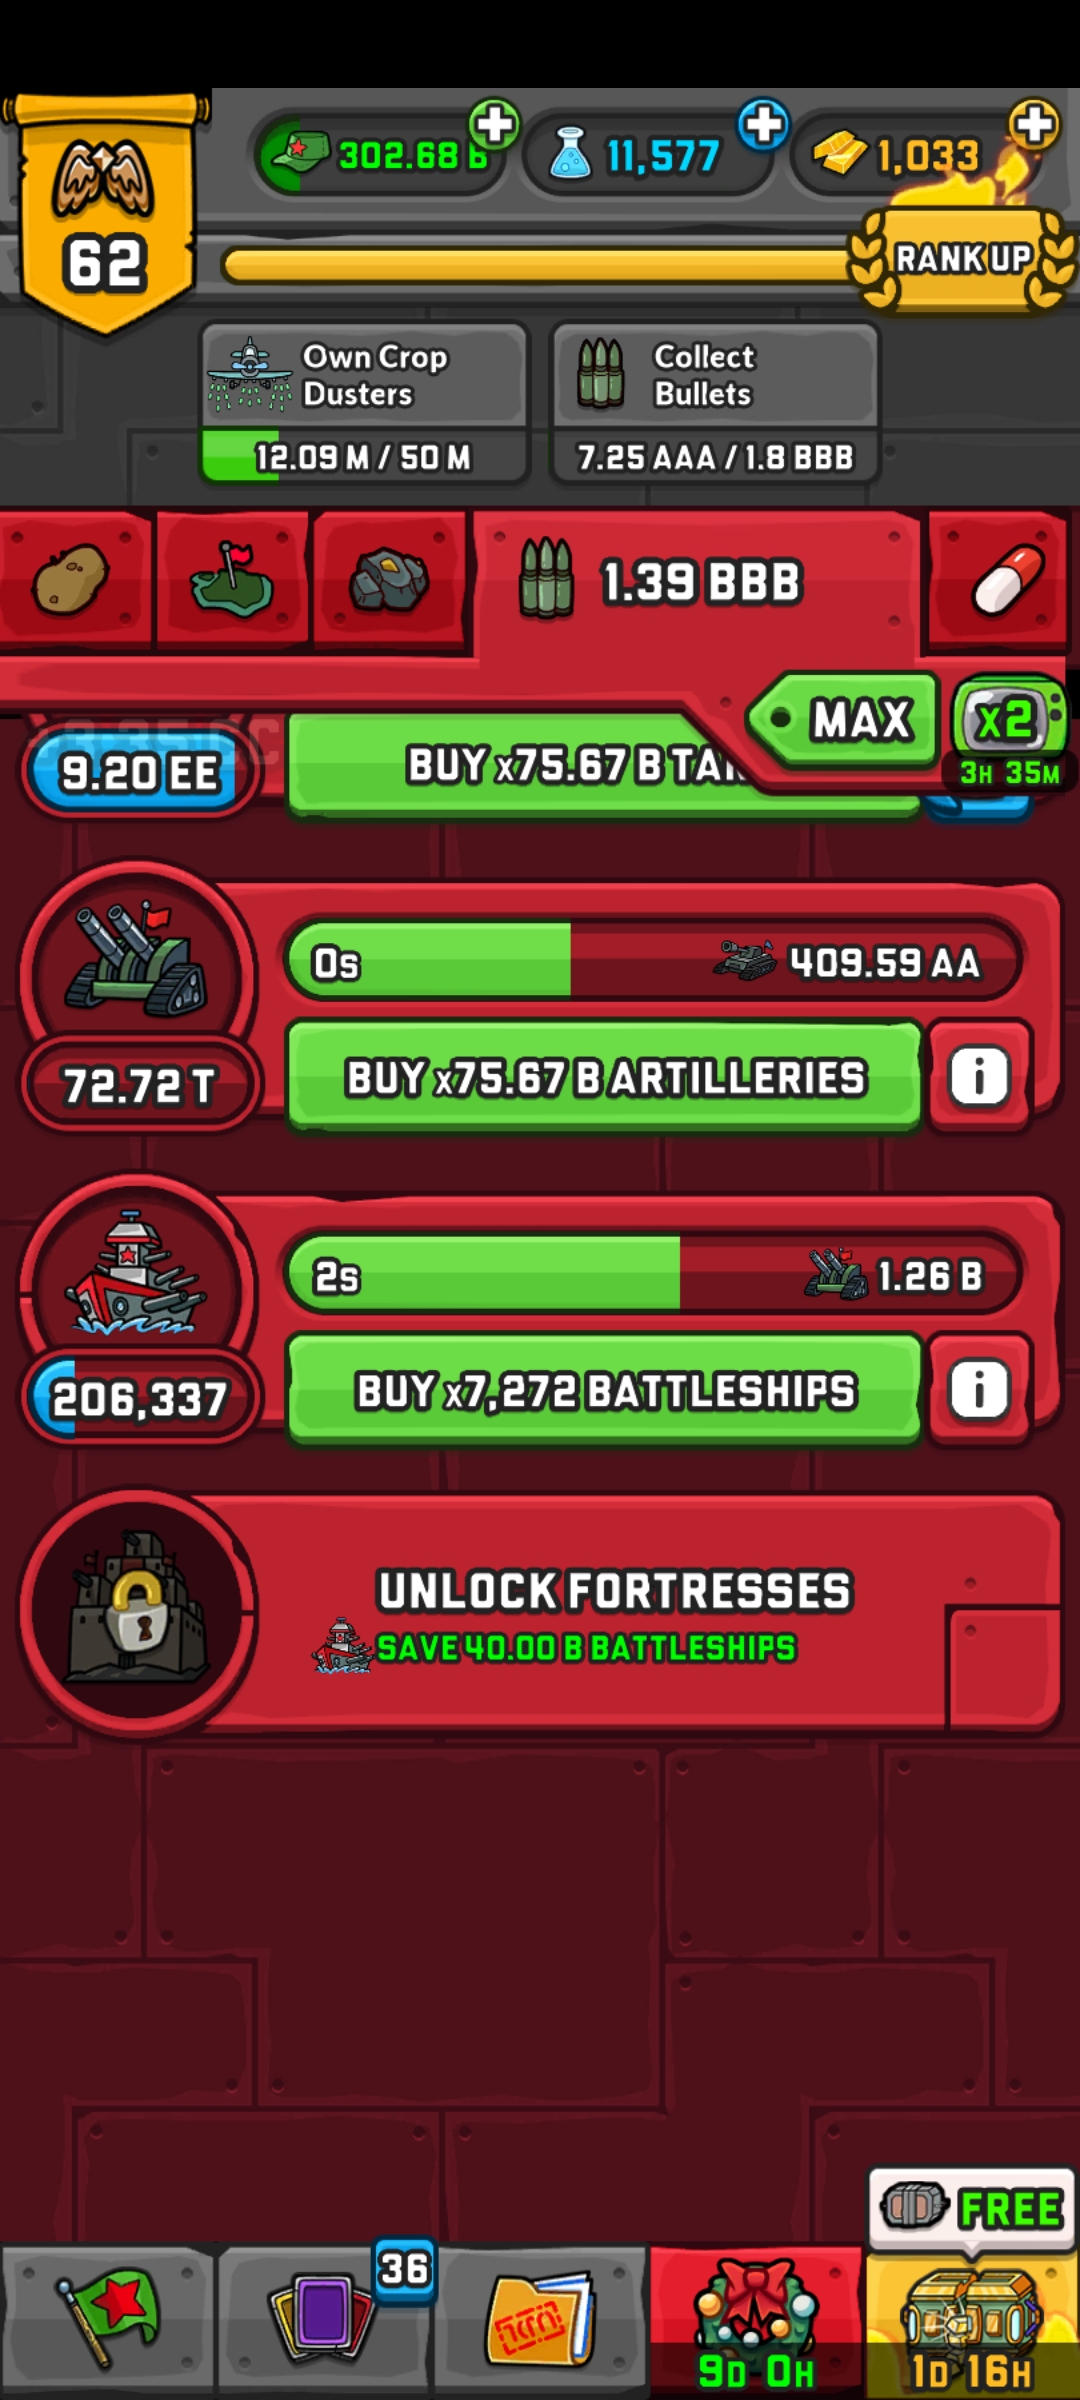 302.68 B
11,577
1,033
62
RANK UP
Own Crop
Dusters
12.09 M / 50 M
Collect
Bullets
7.25 AAA / 1.8 BBB
1.39 BBB
MAX
x2
3H 35M
9.20 EE
BUY x75.67 B TAN
0s
409.59 AA
72.72 T
BUY x75.67 B ARTILLERIES
i
2s
1.26 B
206,337
BUY x7,272 BATTLESHIPS
i
UNLOCK FORTRESSES
SAVE 40.00 B BATTLESHIPS
FREE
36
9D 0H
1D 16H